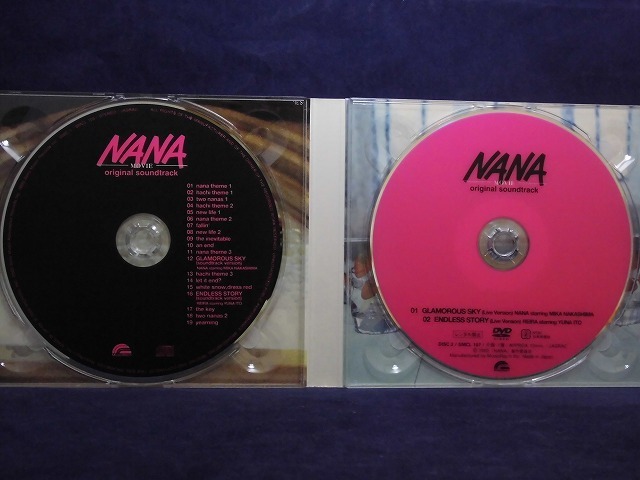 NANA
MOVIE
original soundtrack
01 nana theme 1
02 hachi theme 1
03 two nanas 1
04 hachi theme 2
05 new life 1
06 nana theme 2
07 fallin'
08 new life 2
09 the inevitable
10 an end
11 nana theme 3
12 GLAMOROUS SKY
(soundtrack version)
NANA starring MIKA NAKASHIMA
13 hachi theme 3
14 let it end?
15 white snow,dress red
16 ENDLESS STORY
(soundtrack version)
REIRA starring YUNA ITO
17 the key
18 two nanas 2
19 yearning
NANA
MOVIE
original soundtrack
01 GLAMOROUS SKY (Live Version) NANA starring MIKA NAKASHIMA
02 ENDLESS STORY (Live Version) REIRA starring YUNA ITO
DVD